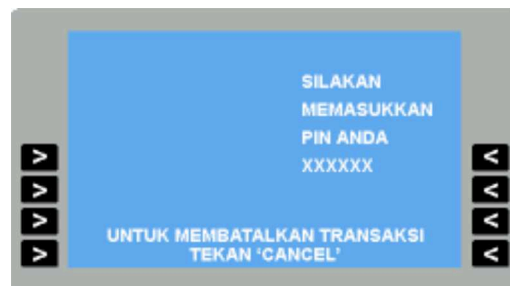 SILAKAN
MEMASUKKAN
PIN ANDA
XXXXXX
UNTUK MEMBATALKAN TRANSAKSI
TEKAN ‘CANCEL’